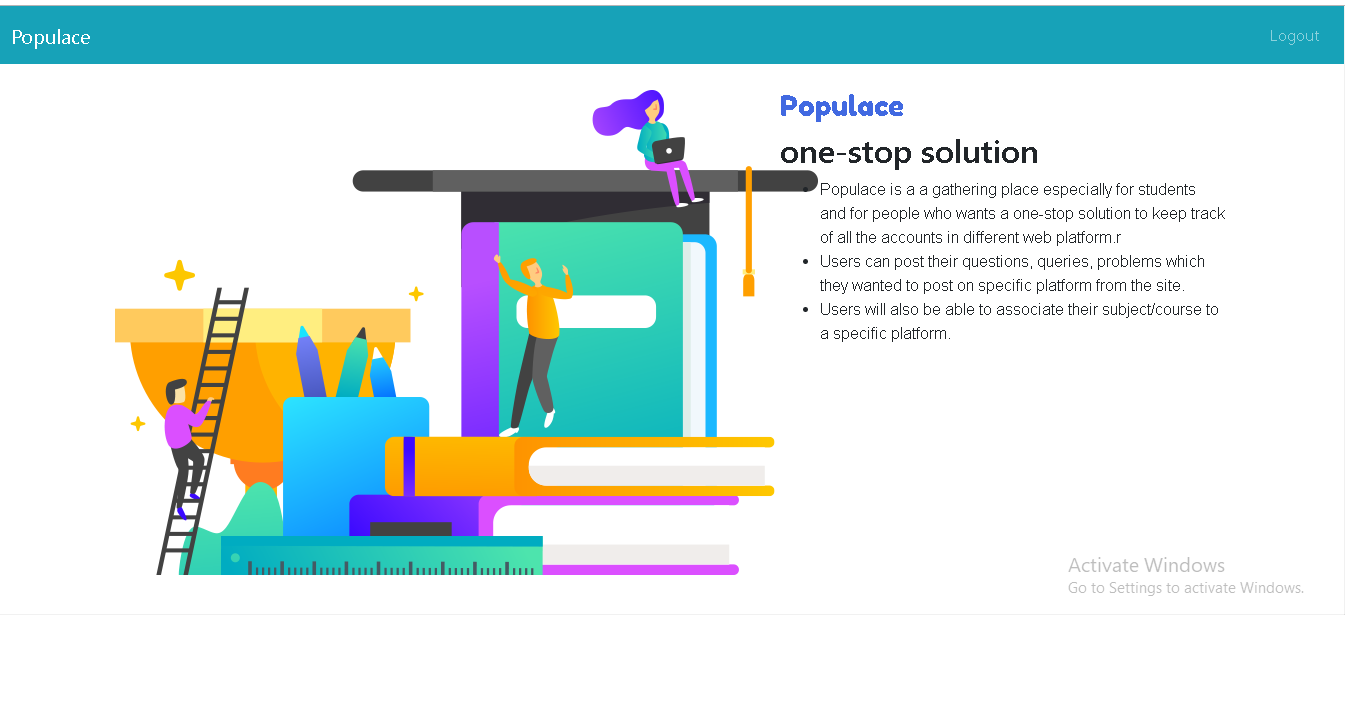 Populace
Logout
Populace
one-stop solution
Populace is a a gathering place especially for students
and for people who wants a one-stop solution to keep track
of all the accounts in different web platform.r
Users can post their questions, queries, problems which
they wanted to post on specific platform from the site.
Users will also be able to associate their subject/course to
a specific platform.
Activate Windows
Go to Settings to activate Windows.